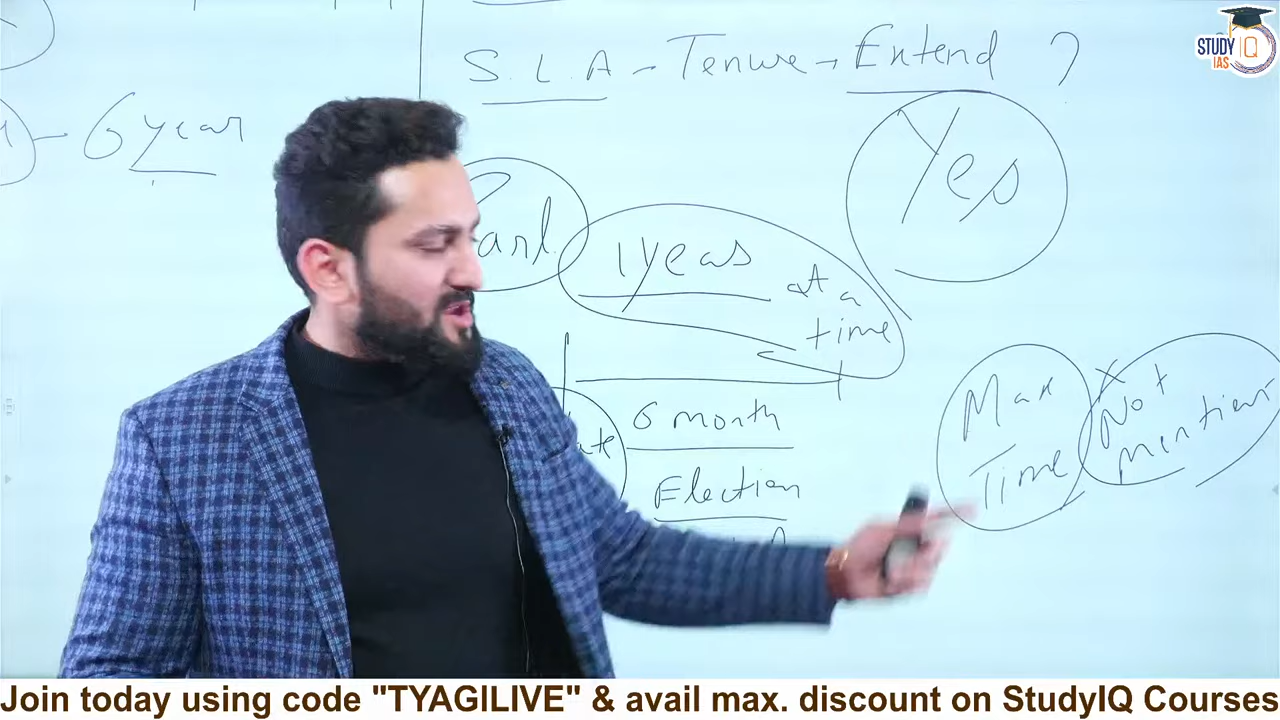 S.L.A - Tenure → Extend ?
Yes
- 6 year
1 years
at a
time
6 month
Election
Max
Time
Not
mention
STUDY IQ
IAS
Join today using code "TYAGILIVE" & avail max. discount on StudyIQ Courses